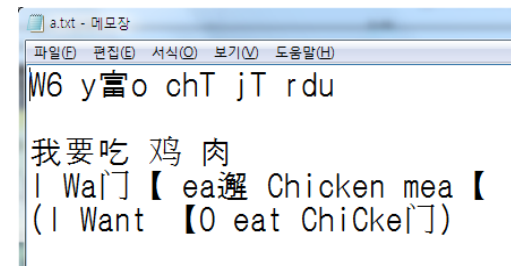 a.txt - 메모장
파일(F) 편집(E) 서식(O) 보기(V) 도움말(H)
W6 y富o chT jT rdu
我要吃 鸡 肉
I Wa门【 ea邂 Chicken mea【
(I Want 【O eat ChiCke门)